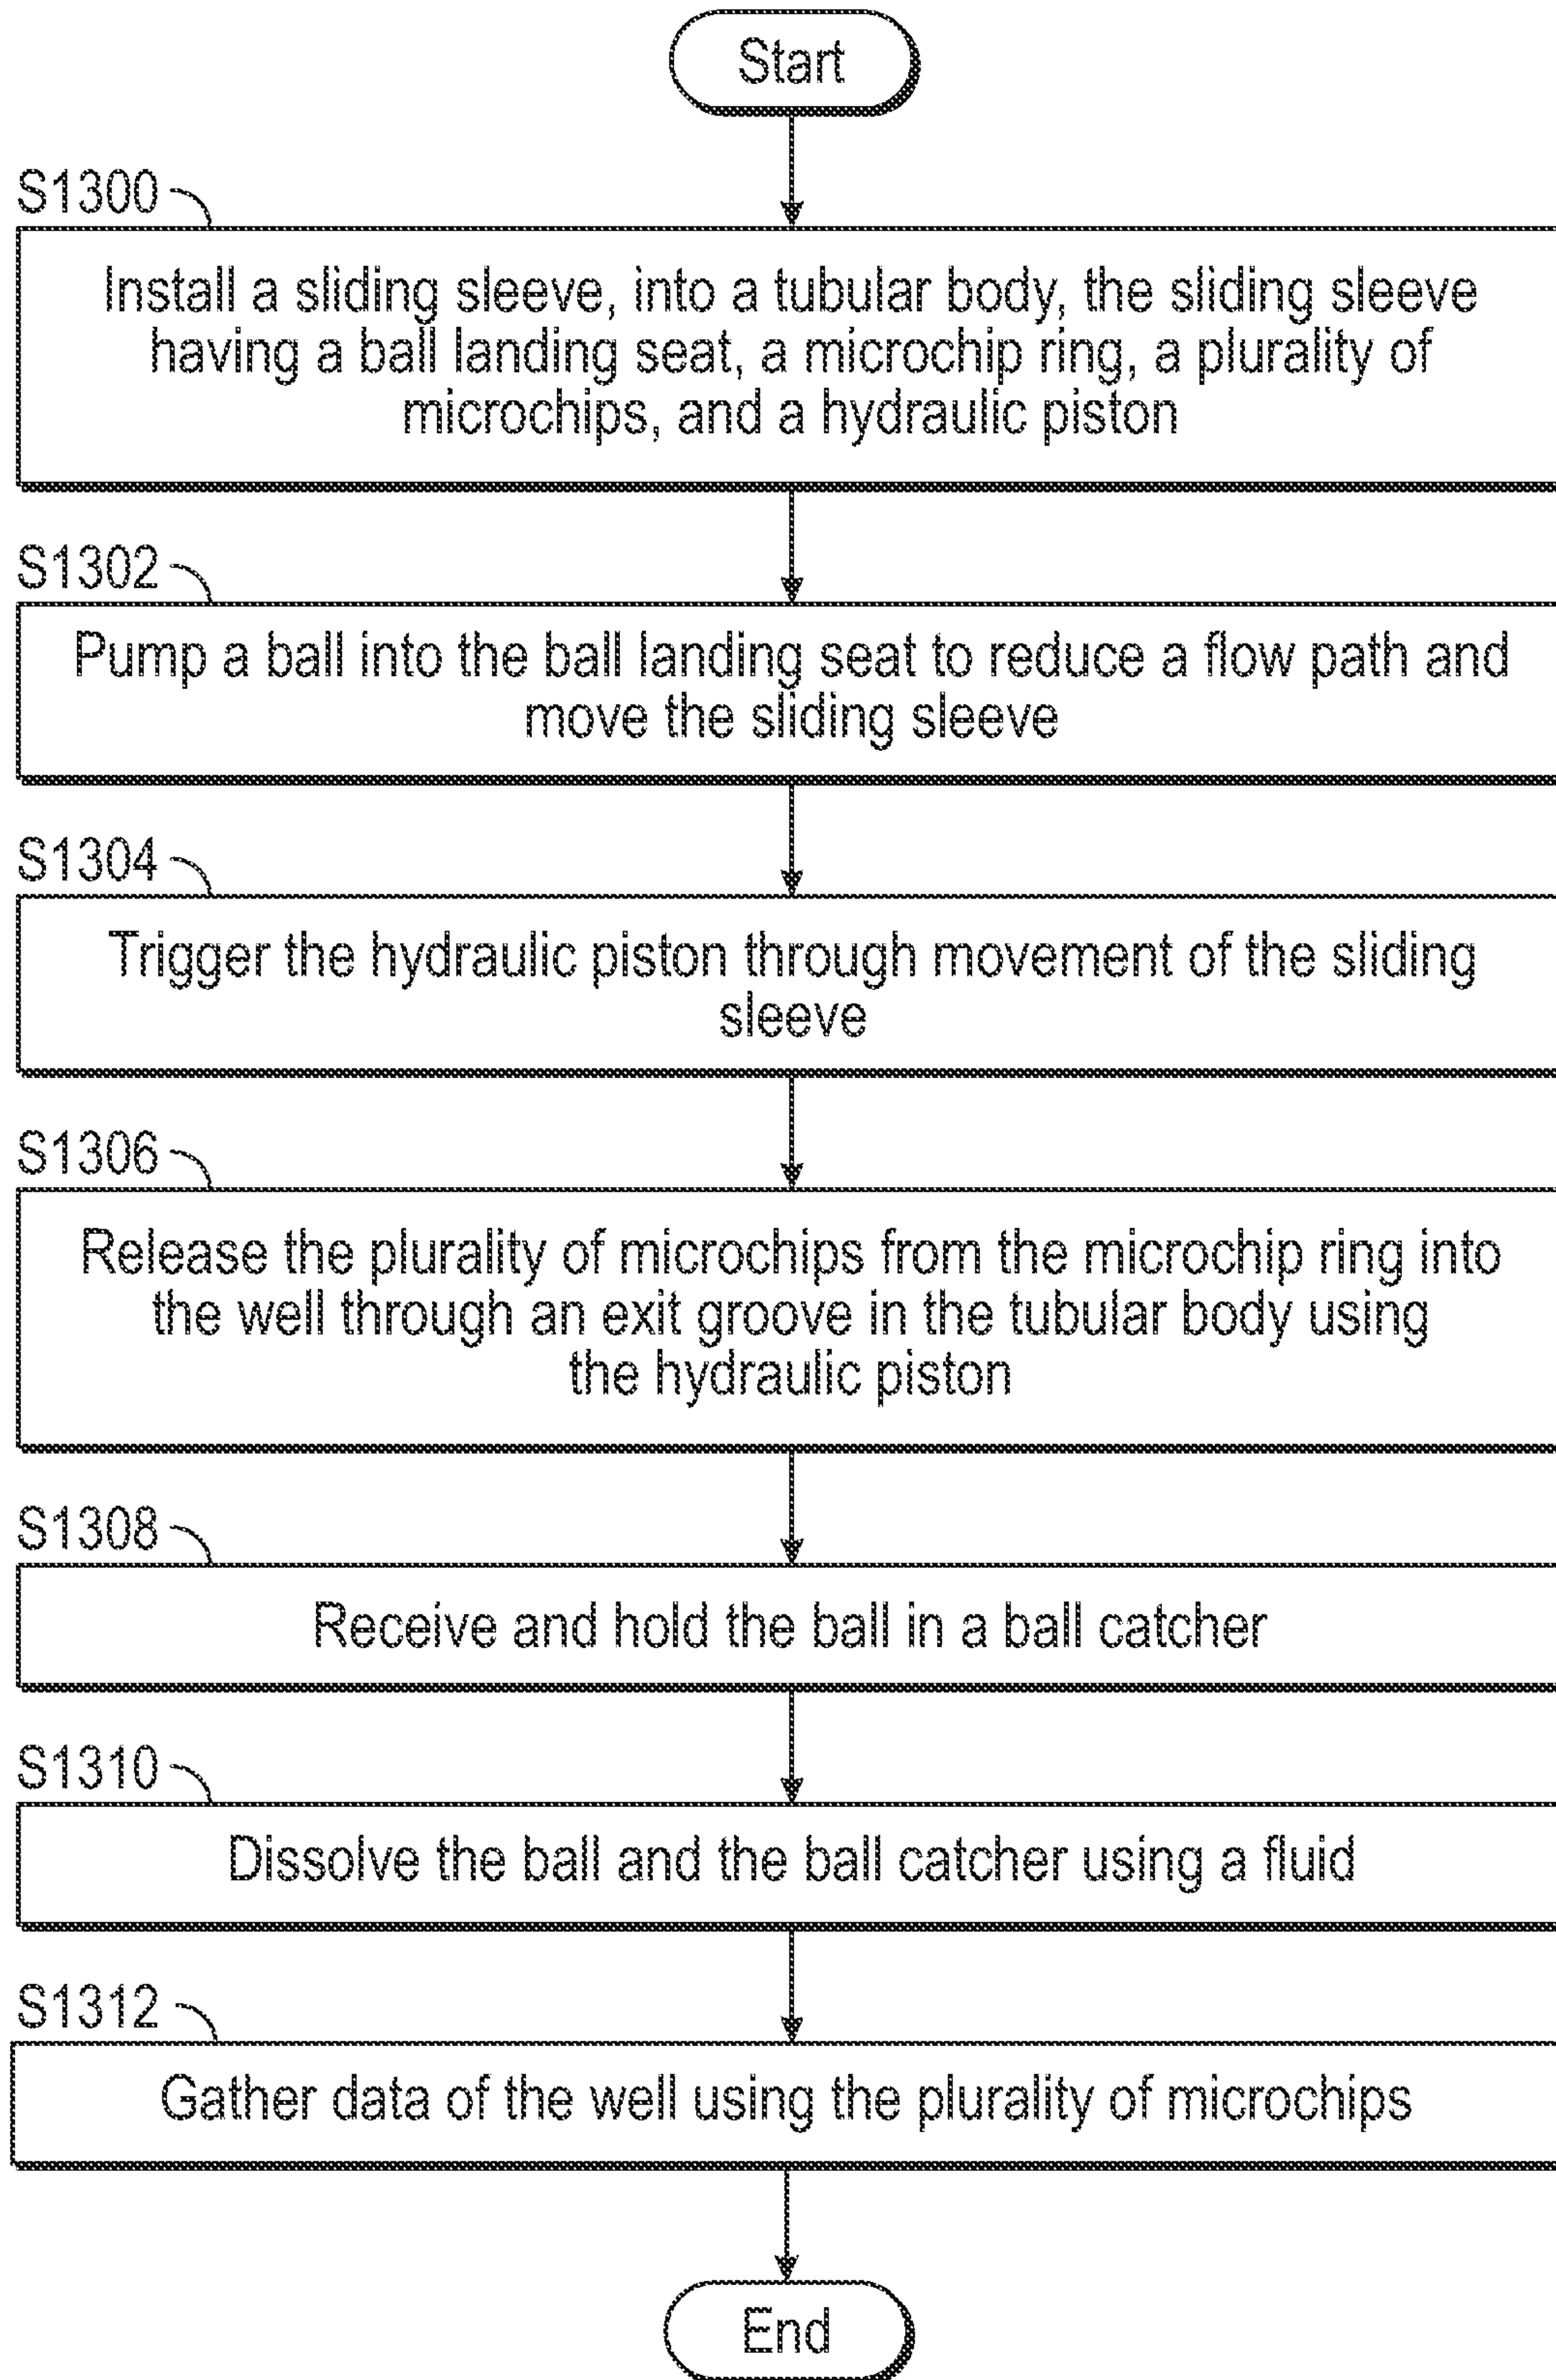 Start
S1300
Install a sliding sleeve, into a tubular body, the sliding sleeve
having a ball landing seat, a microchip ring, a plurality of
microchips, and a hydraulic piston
S1302
Pump a ball into the ball landing seat to reduce a flow path and
move the sliding sleeve
S1304
Trigger the hydraulic piston through movement of the sliding
sleeve
S1306
Release the plurality of microchips from the microchip ring into
the well through an exit groove in the tubular body using
the hydraulic piston
S1308
Receive and hold the ball in a ball catcher
S1310
Dissolve the ball and the ball catcher using a fluid
S1312
Gather data of the well using the plurality of microchips
End